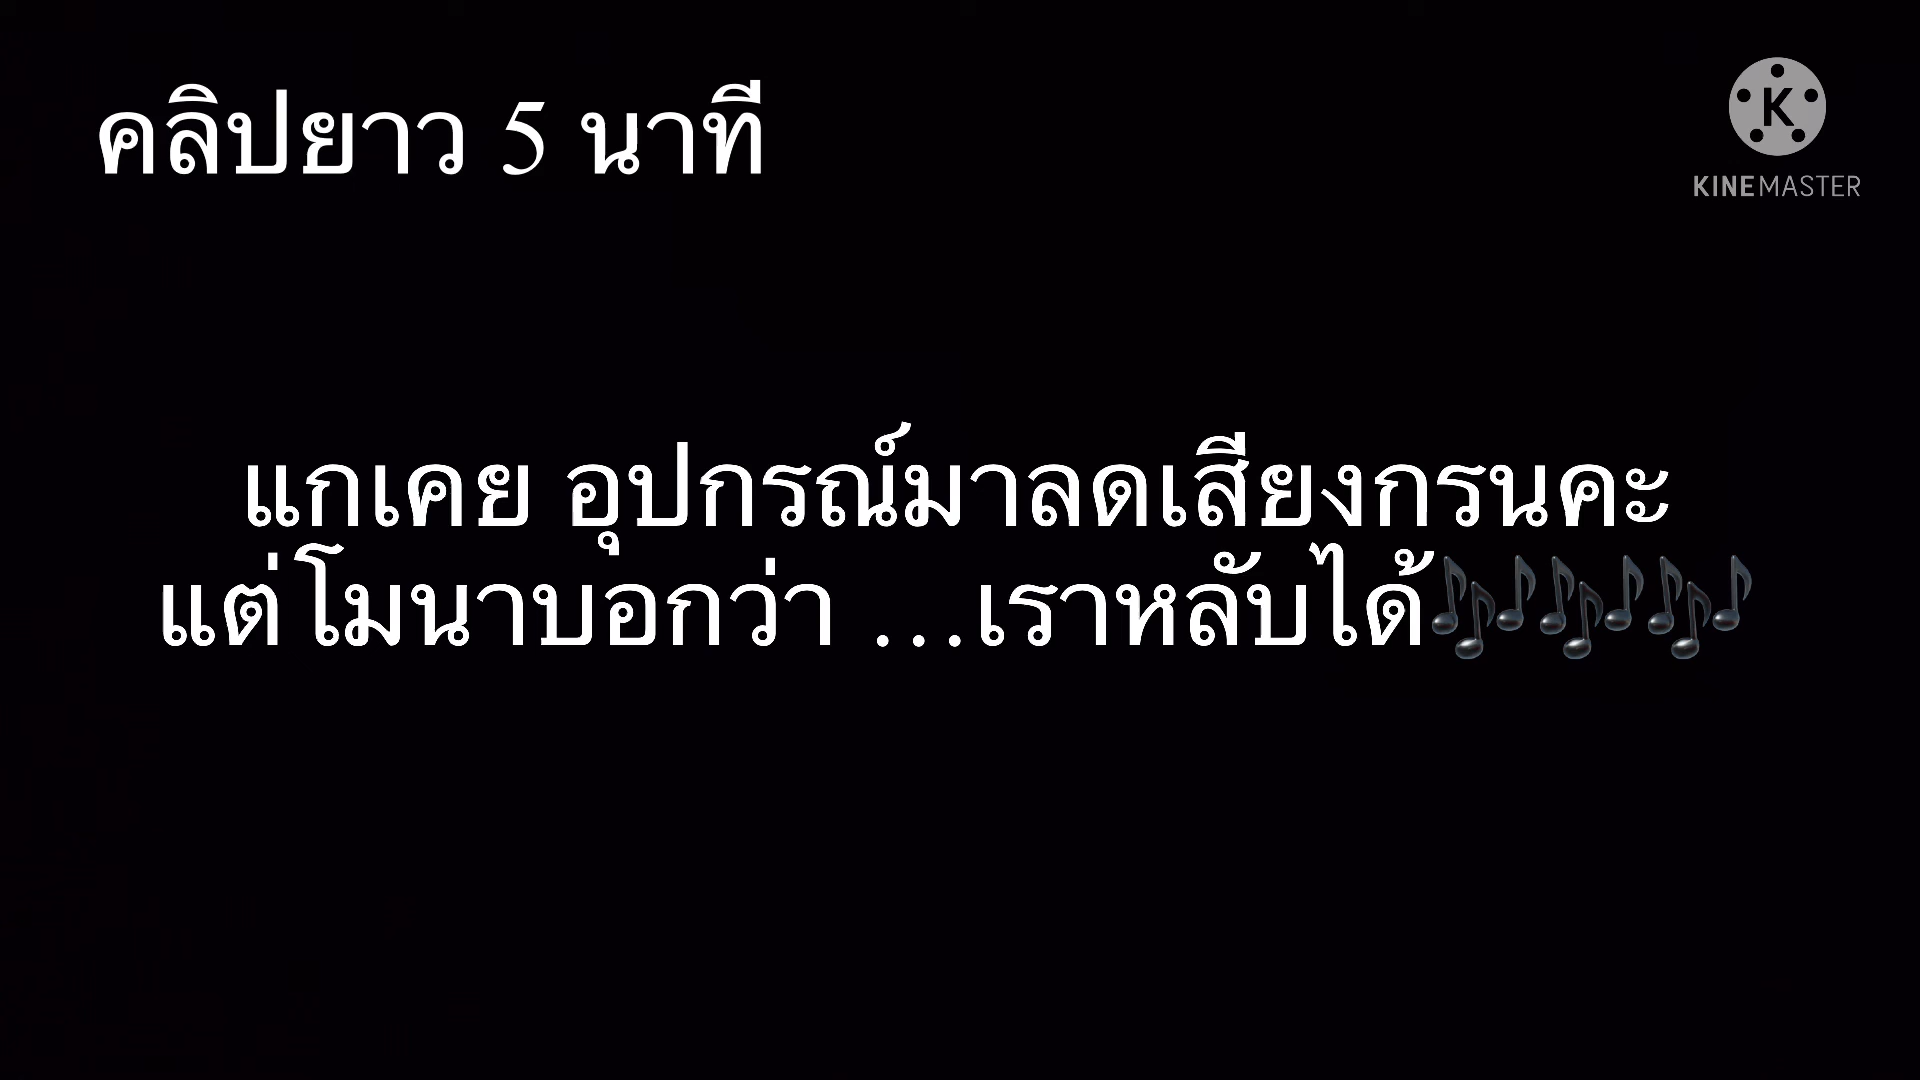 คลิปยาว 5 นาที
KINEMASTER
แกเคย อุปกรณ์มาลดเสียงกรนคะ
แต่โมนาบอกว่า ...เราหลับได้🎶🎵🎶🎵🎶🎵